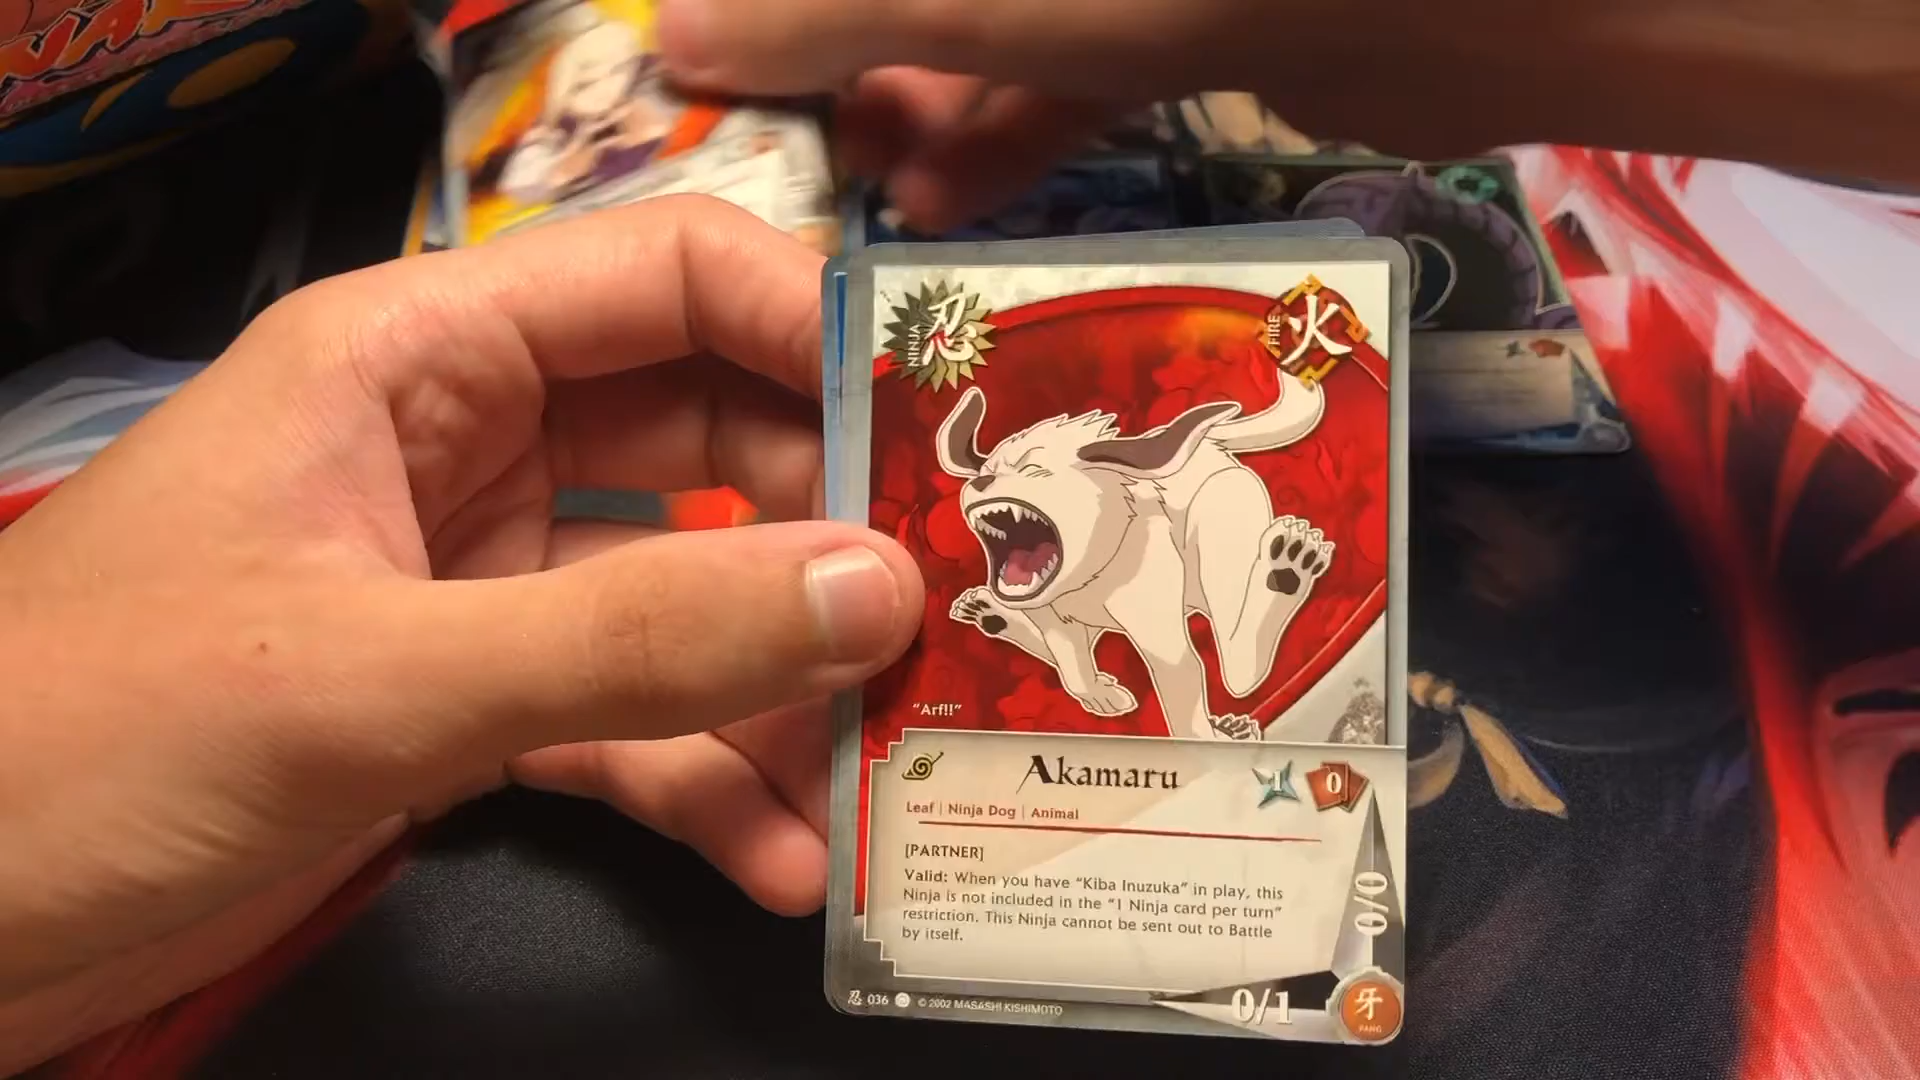 NINJA
忍
火
FIRE
"Arf!!"
Akamaru
1
0
Leaf | Ninja Dog | Animal
[PARTNER]
Valid: When you have "Kiba Inuzuka" in play, this
Ninja is not included in the "1 Ninja card per turn"
restriction. This Ninja cannot be sent out to Battle
by itself.
0/0
忍 036 © 2002 MASASHI KISHIMOTO
0/1
牙
FANG